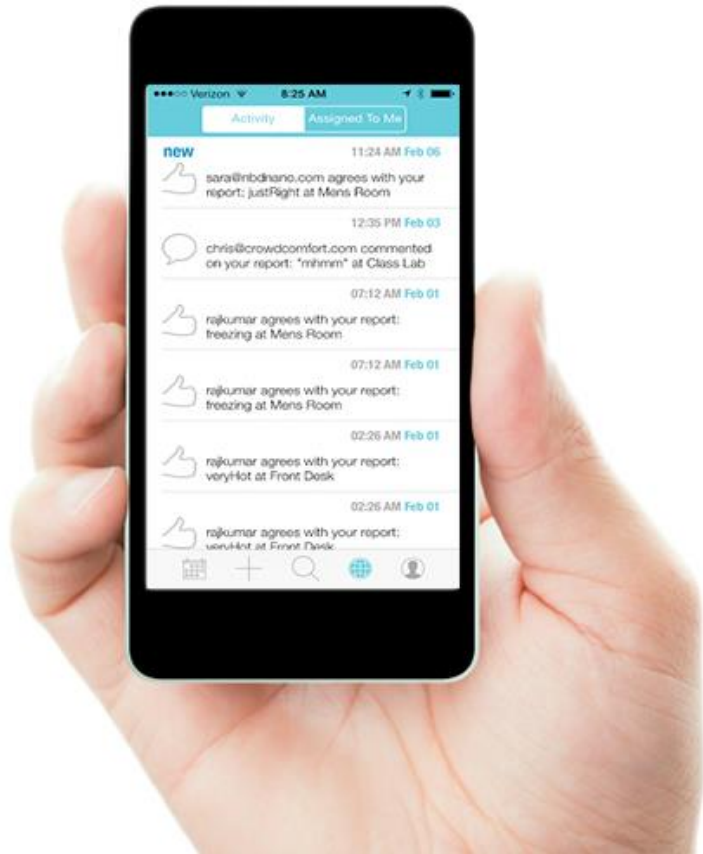 Verizon 8:25 AM
Activity Assigned To Me
new 11:24 AM Feb 06
sara@nbdnano.com agrees with your
report: justRight at Mens Room
12:35 PM Feb 03
chris@crowdcomfort.com commented
on your report: "mhmm" at Class Lab
07:12 AM Feb 01
rajkumar agrees with your report:
freezing at Mens Room
07:12 AM Feb 01
rajkumar agrees with your report:
freezing at Mens Room
02:26 AM Feb 01
rajkumar agrees with your report:
veryHot at Front Desk
02:26 AM Feb 01
rajkumar agrees with your report:
veryHot at Front Desk